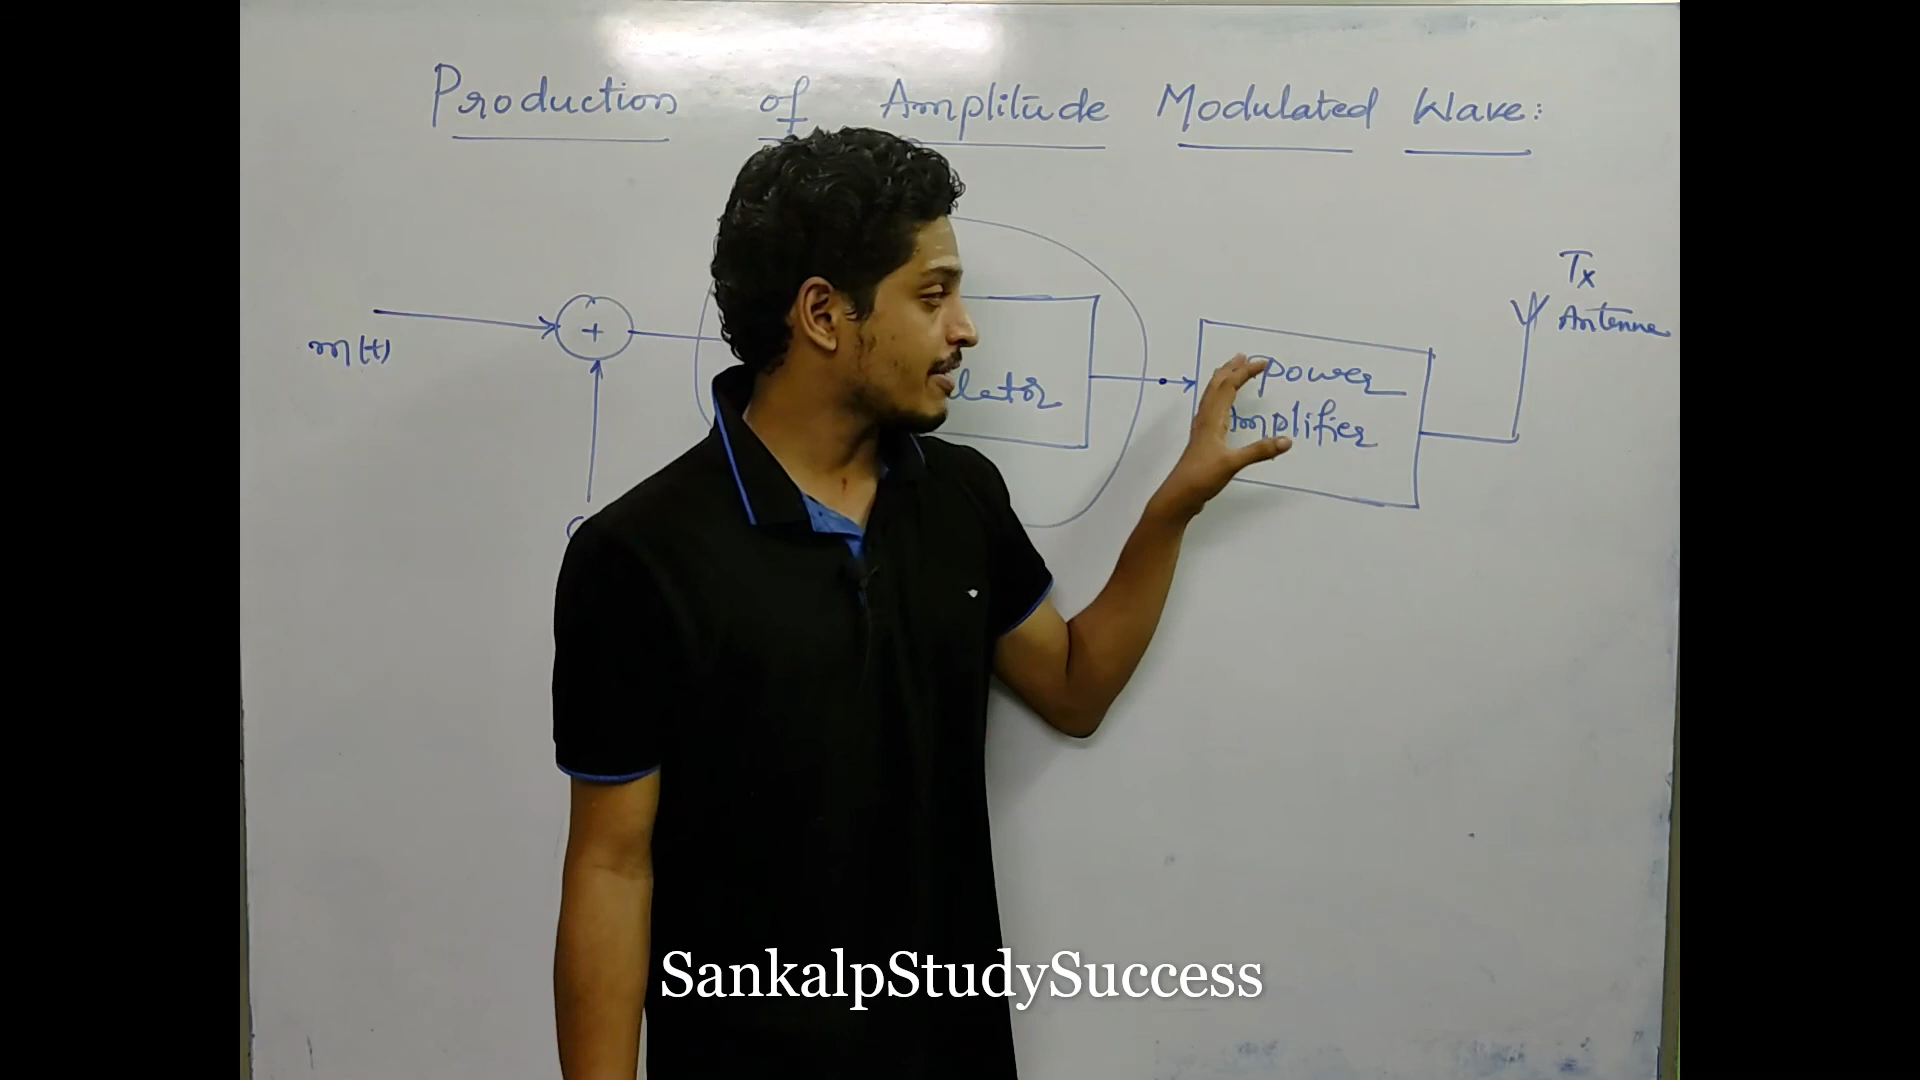 Production of Amplitude Modulated Wave:
m(t)
+
power
Amplifier
Tx
Antenna
SankalpStudySuccess